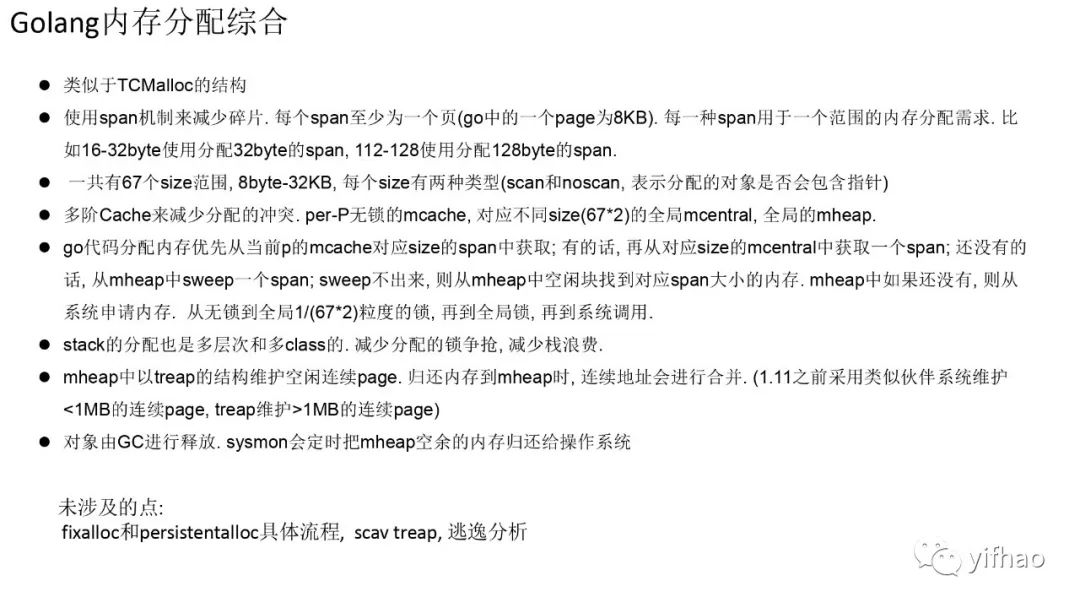 Golang内存分配综合
● 类似于TCMalloc的结构
● 使用span机制来减少碎片. 每个span至少为一个页(go中的一个page为8KB). 每一种span用于一个范围的内存分配需求. 比
如16-32byte使用分配32byte的span, 112-128使用分配128byte的span.
● 一共有67个size范围, 8byte-32KB, 每个size有两种类型(scan和noscan, 表示分配的对象是否会包含指针)
● 多阶Cache来减少分配的冲突. per-P无锁的mcache, 对应不同size(67*2)的全局mcentral, 全局的mheap.
● go代码分配内存优先从当前p的mcache对应size的span中获取; 有的话, 再从对应size的mcentral中获取一个span; 还没有的
话, 从mheap中sweep一个span; sweep不出来, 则从mheap中空闲块找到对应span大小的内存. mheap中如果还没有, 则从
系统申请内存. 从无锁到全局1/(67*2)粒度的锁, 再到全局锁, 再到系统调用.
● stack的分配也是多层次和多class的. 减少分配的锁争抢, 减少栈浪费.
● mheap中以treap的结构维护空闲连续page. 归还内存到mheap时, 连续地址会进行合并. (1.11之前采用类似伙伴系统维护
<1MB的连续page, treap维护>1MB的连续page)
● 对象由GC进行释放. sysmon会定时把mheap空余的内存归还给操作系统
未涉及的点:
fixalloc和persistentalloc具体流程, scav treap, 逃逸分析
yifhao